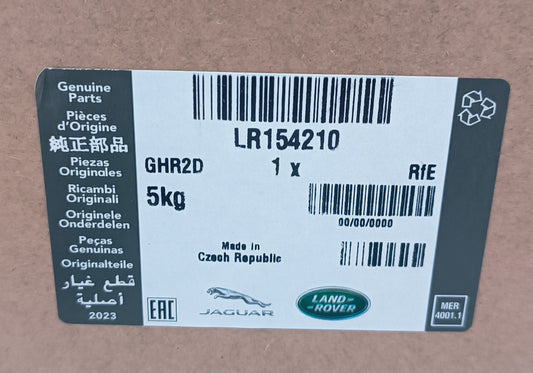 Genuine
Parts
Pièces
d'Origine
純正部品
Piezas
Originales
Ricambi
Originali
Originele
Onderdelen
Peças
Genuinas
Originalteile
قطع غيار
أصلية
2023
LR154210
GHR2D
1 x
RfE
5kg
00/00/0000
Made in
Czech Republic
EAC
JAGUAR
LAND
ROVER
MER
4001.1